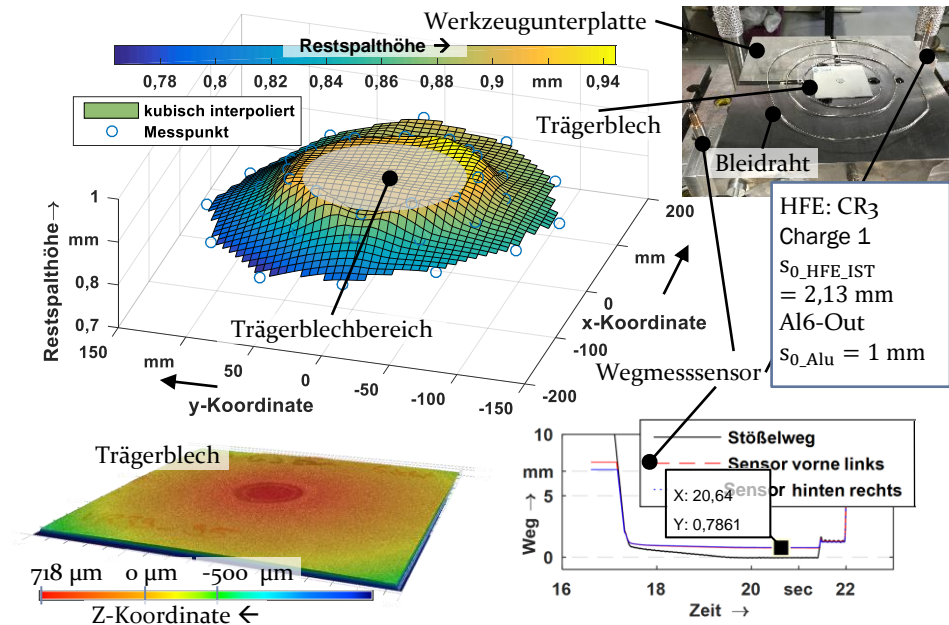 Werkzeugunterplatte
Restspalthöhe →
0,78 0,8 0,82 0,84 0,86 0,88 0,9 mm 0,94
kubisch interpoliert
Messpunkt
Trägerblech
Bleidraht
Restspalthöhe→
1
mm
0,9
0,8
0,7
150
mm
50
0
-50
-100
-150
y-Koordinate
200
mm
0
-100
-200
x-Koordinate
Trägerblechbereich
HFE: CR3
Charge 1
s0_HFE_IST
= 2,13 mm
Al6-Out
s0_Alu = 1 mm
Wegmesssensor
Trägerblech
718 µm 0 µm -500 µm
Z-Koordinate ←
Weg →
10
mm
5
0
Stößelweg
Sensor vorne links
Sensor hinten rechts
X: 20,64
Y: 0,7861
16 18 20 sec 22
Zeit →